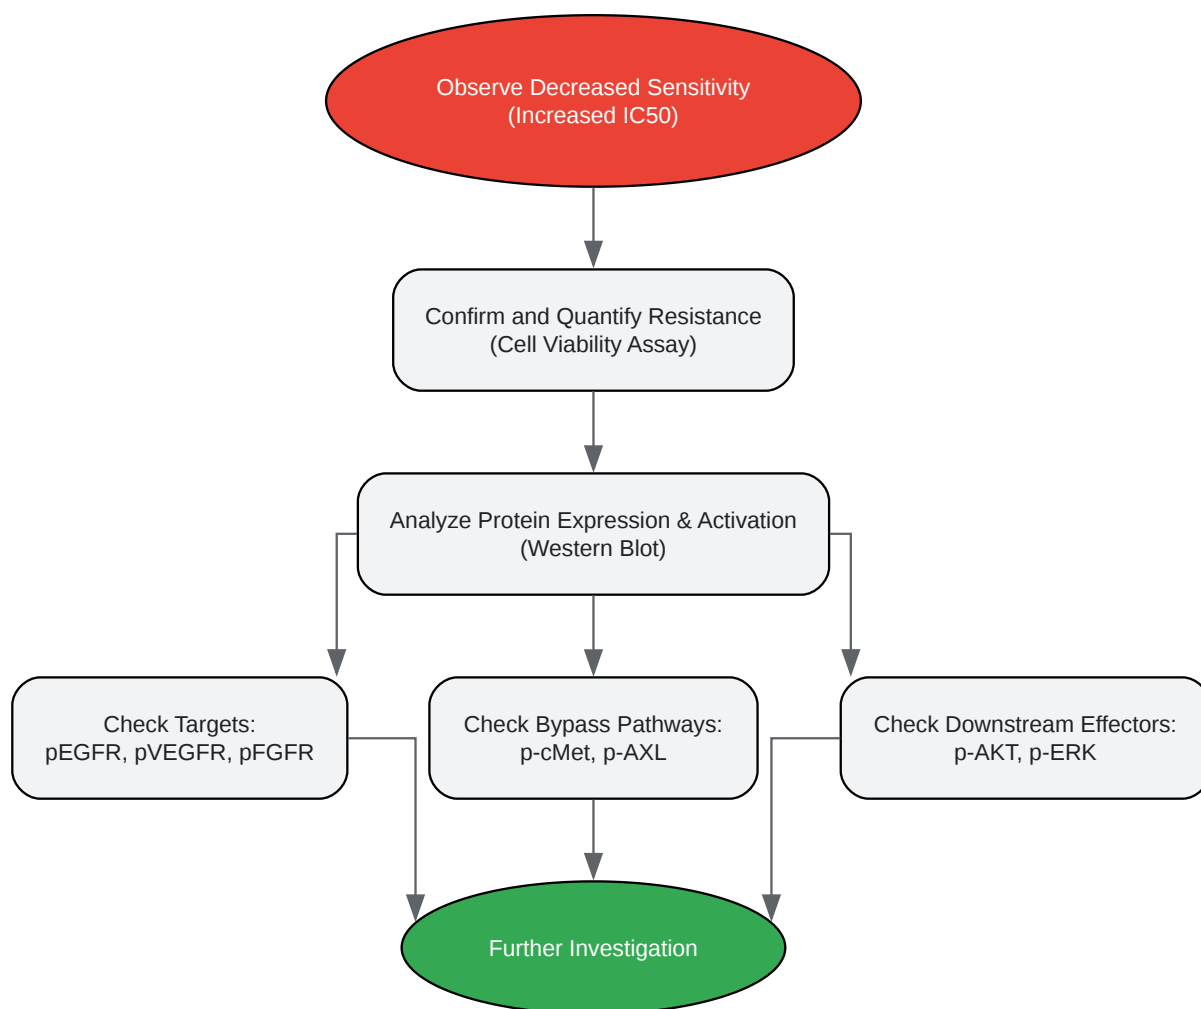 Observe Decreased Sensitivity
(Increased IC50)
Confirm and Quantify Resistance
(Cell Viability Assay)
Analyze Protein Expression & Activation
(Western Blot)
Check Targets:
pEGFR, pVEGFR, pFGFR
Check Bypass Pathways:
p-cMet, p-AXL
Check Downstream Effectors:
p-AKT, p-ERK
Further Investigation